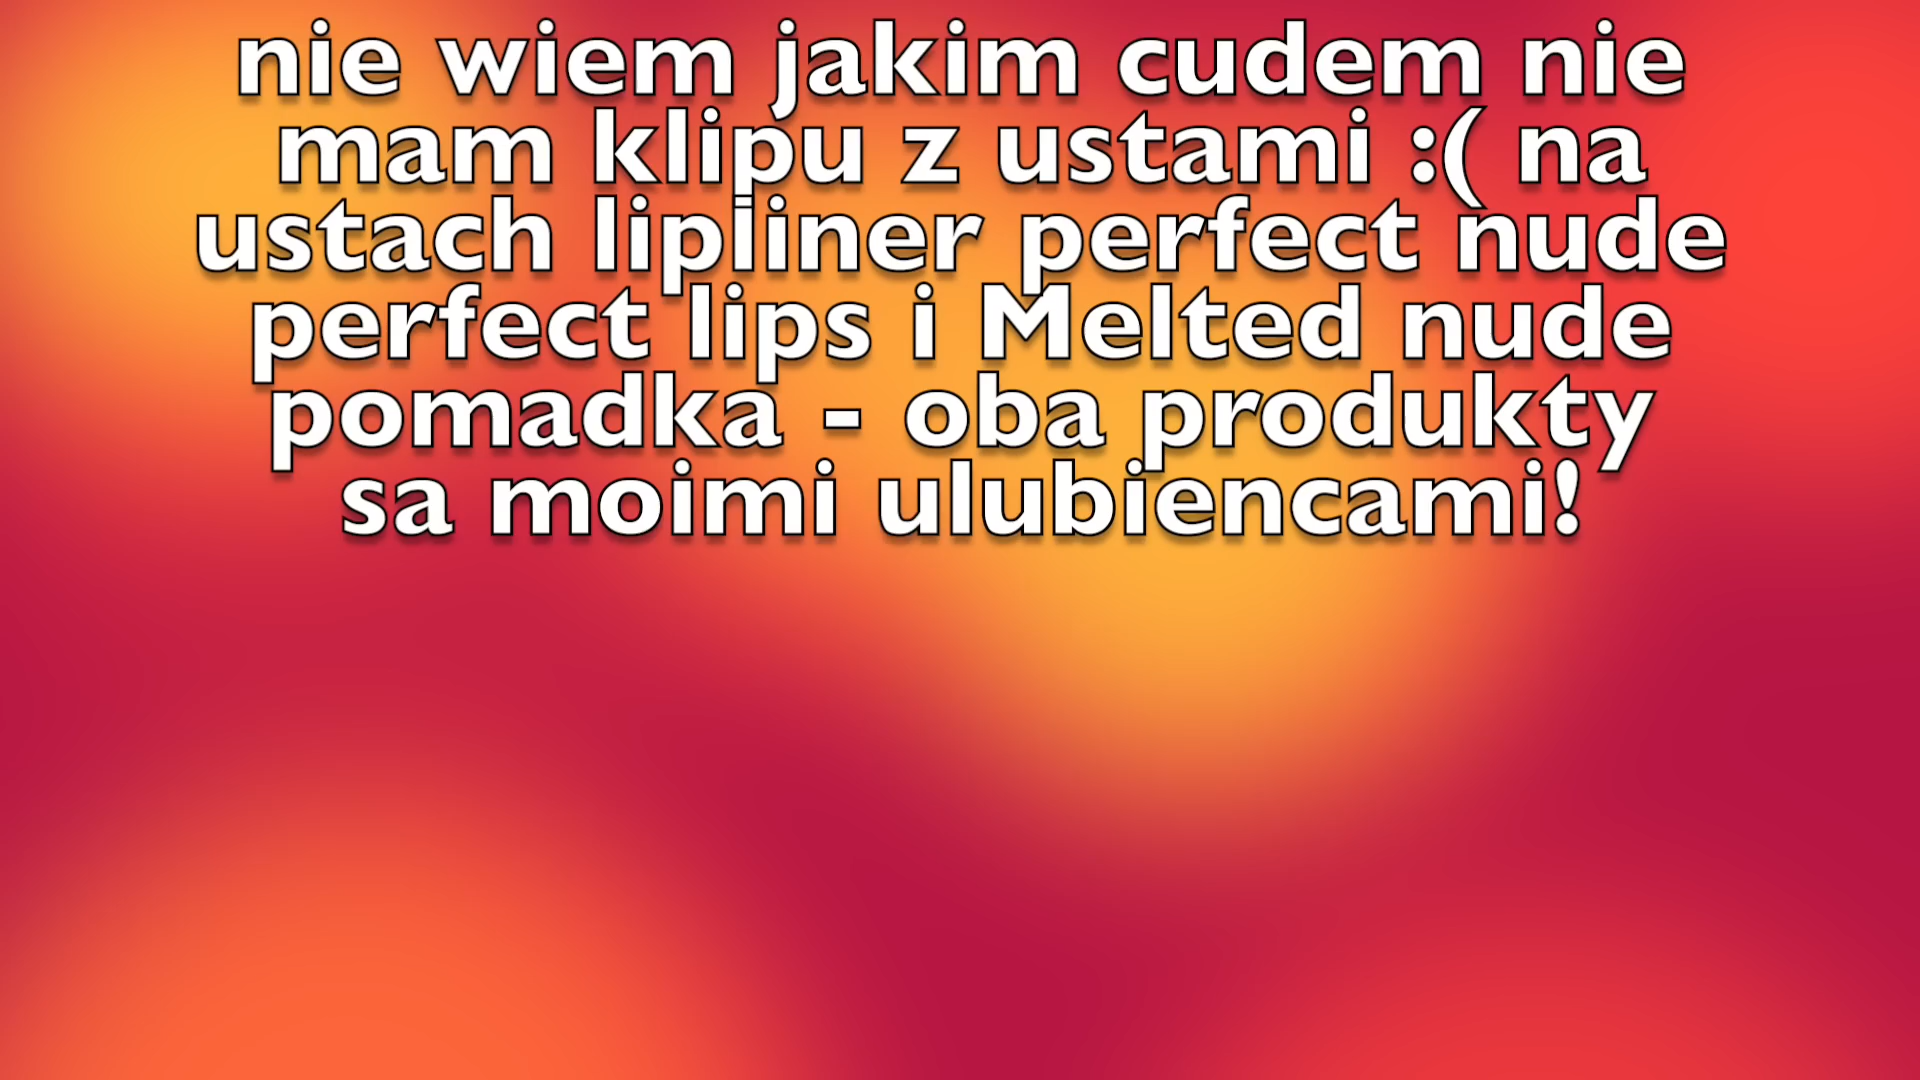 nie wiem jakim cudem nie
mam klipu z ustami :( na
ustach lipliner perfect nude
perfect lips i Melted nude
pomadka - oba produkty
sa moimi ulubiencami!